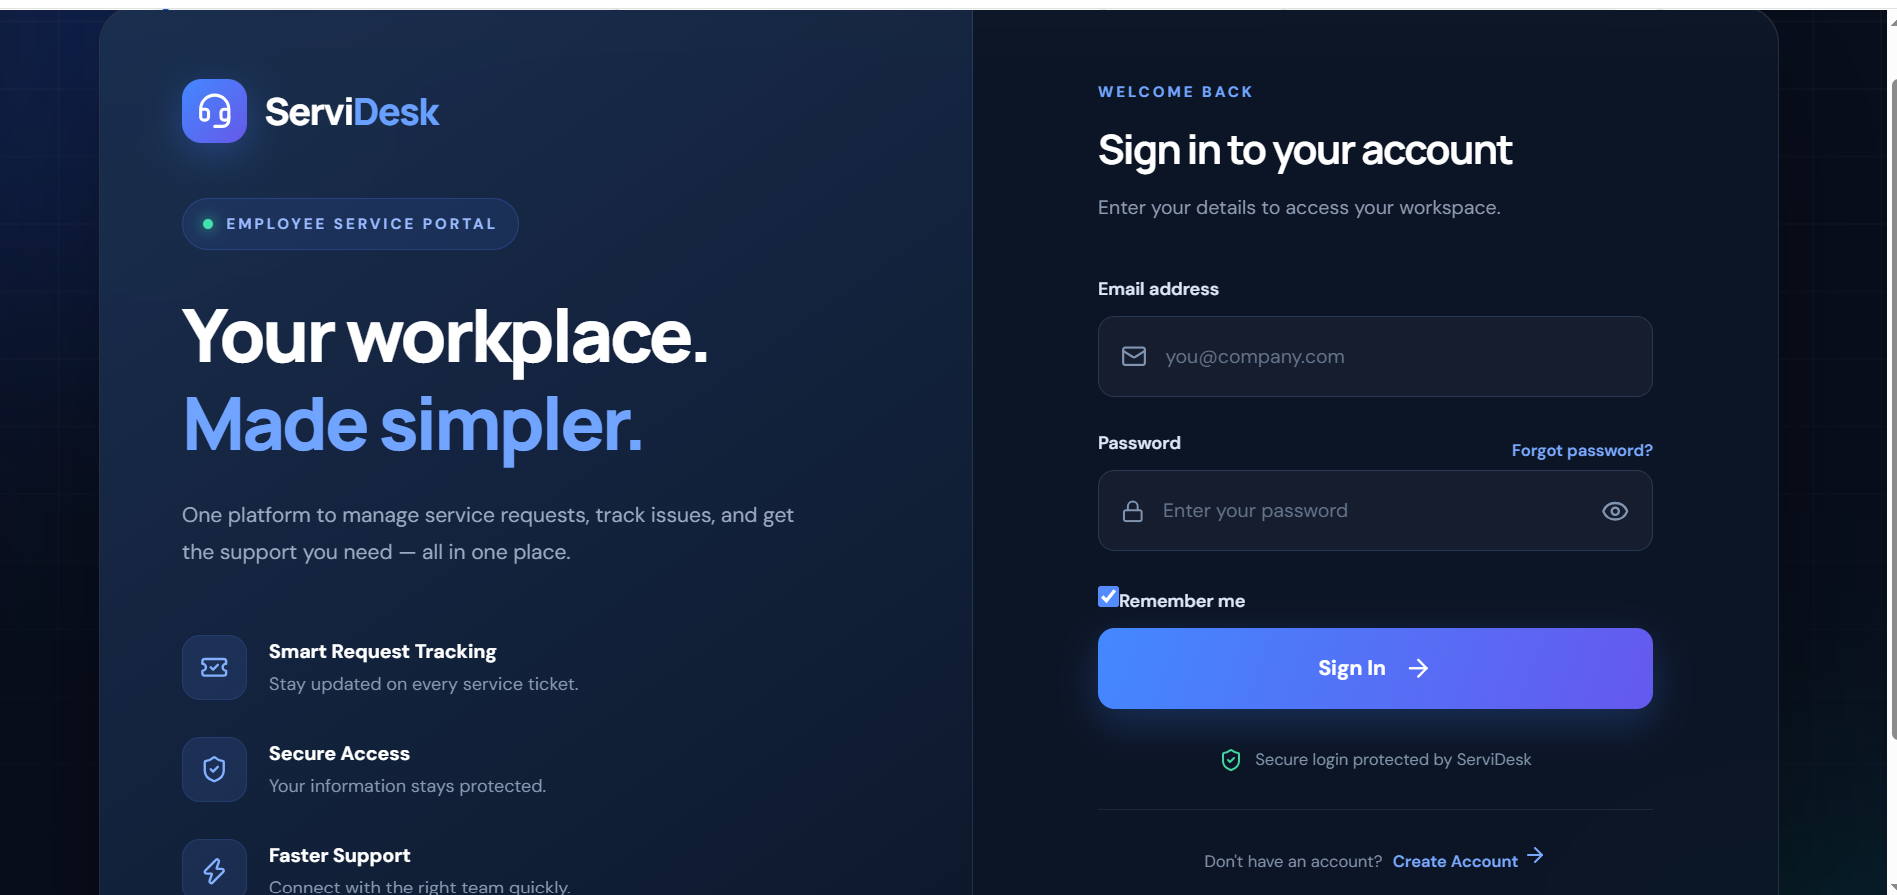 ServiDesk
EMPLOYEE SERVICE PORTAL
Your workplace.
Made simpler.
One platform to manage service requests, track issues, and get
the support you need — all in one place.
Smart Request Tracking
Stay updated on every service ticket.
Secure Access
Your information stays protected.
Faster Support
Connect with the right team quickly.
WELCOME BACK
Sign in to your account
Enter your details to access your workspace.
Email address
you@company.com
Password
Forgot password?
Enter your password
Remember me
Sign In
Secure login protected by ServiDesk
Don't have an account? Create Account